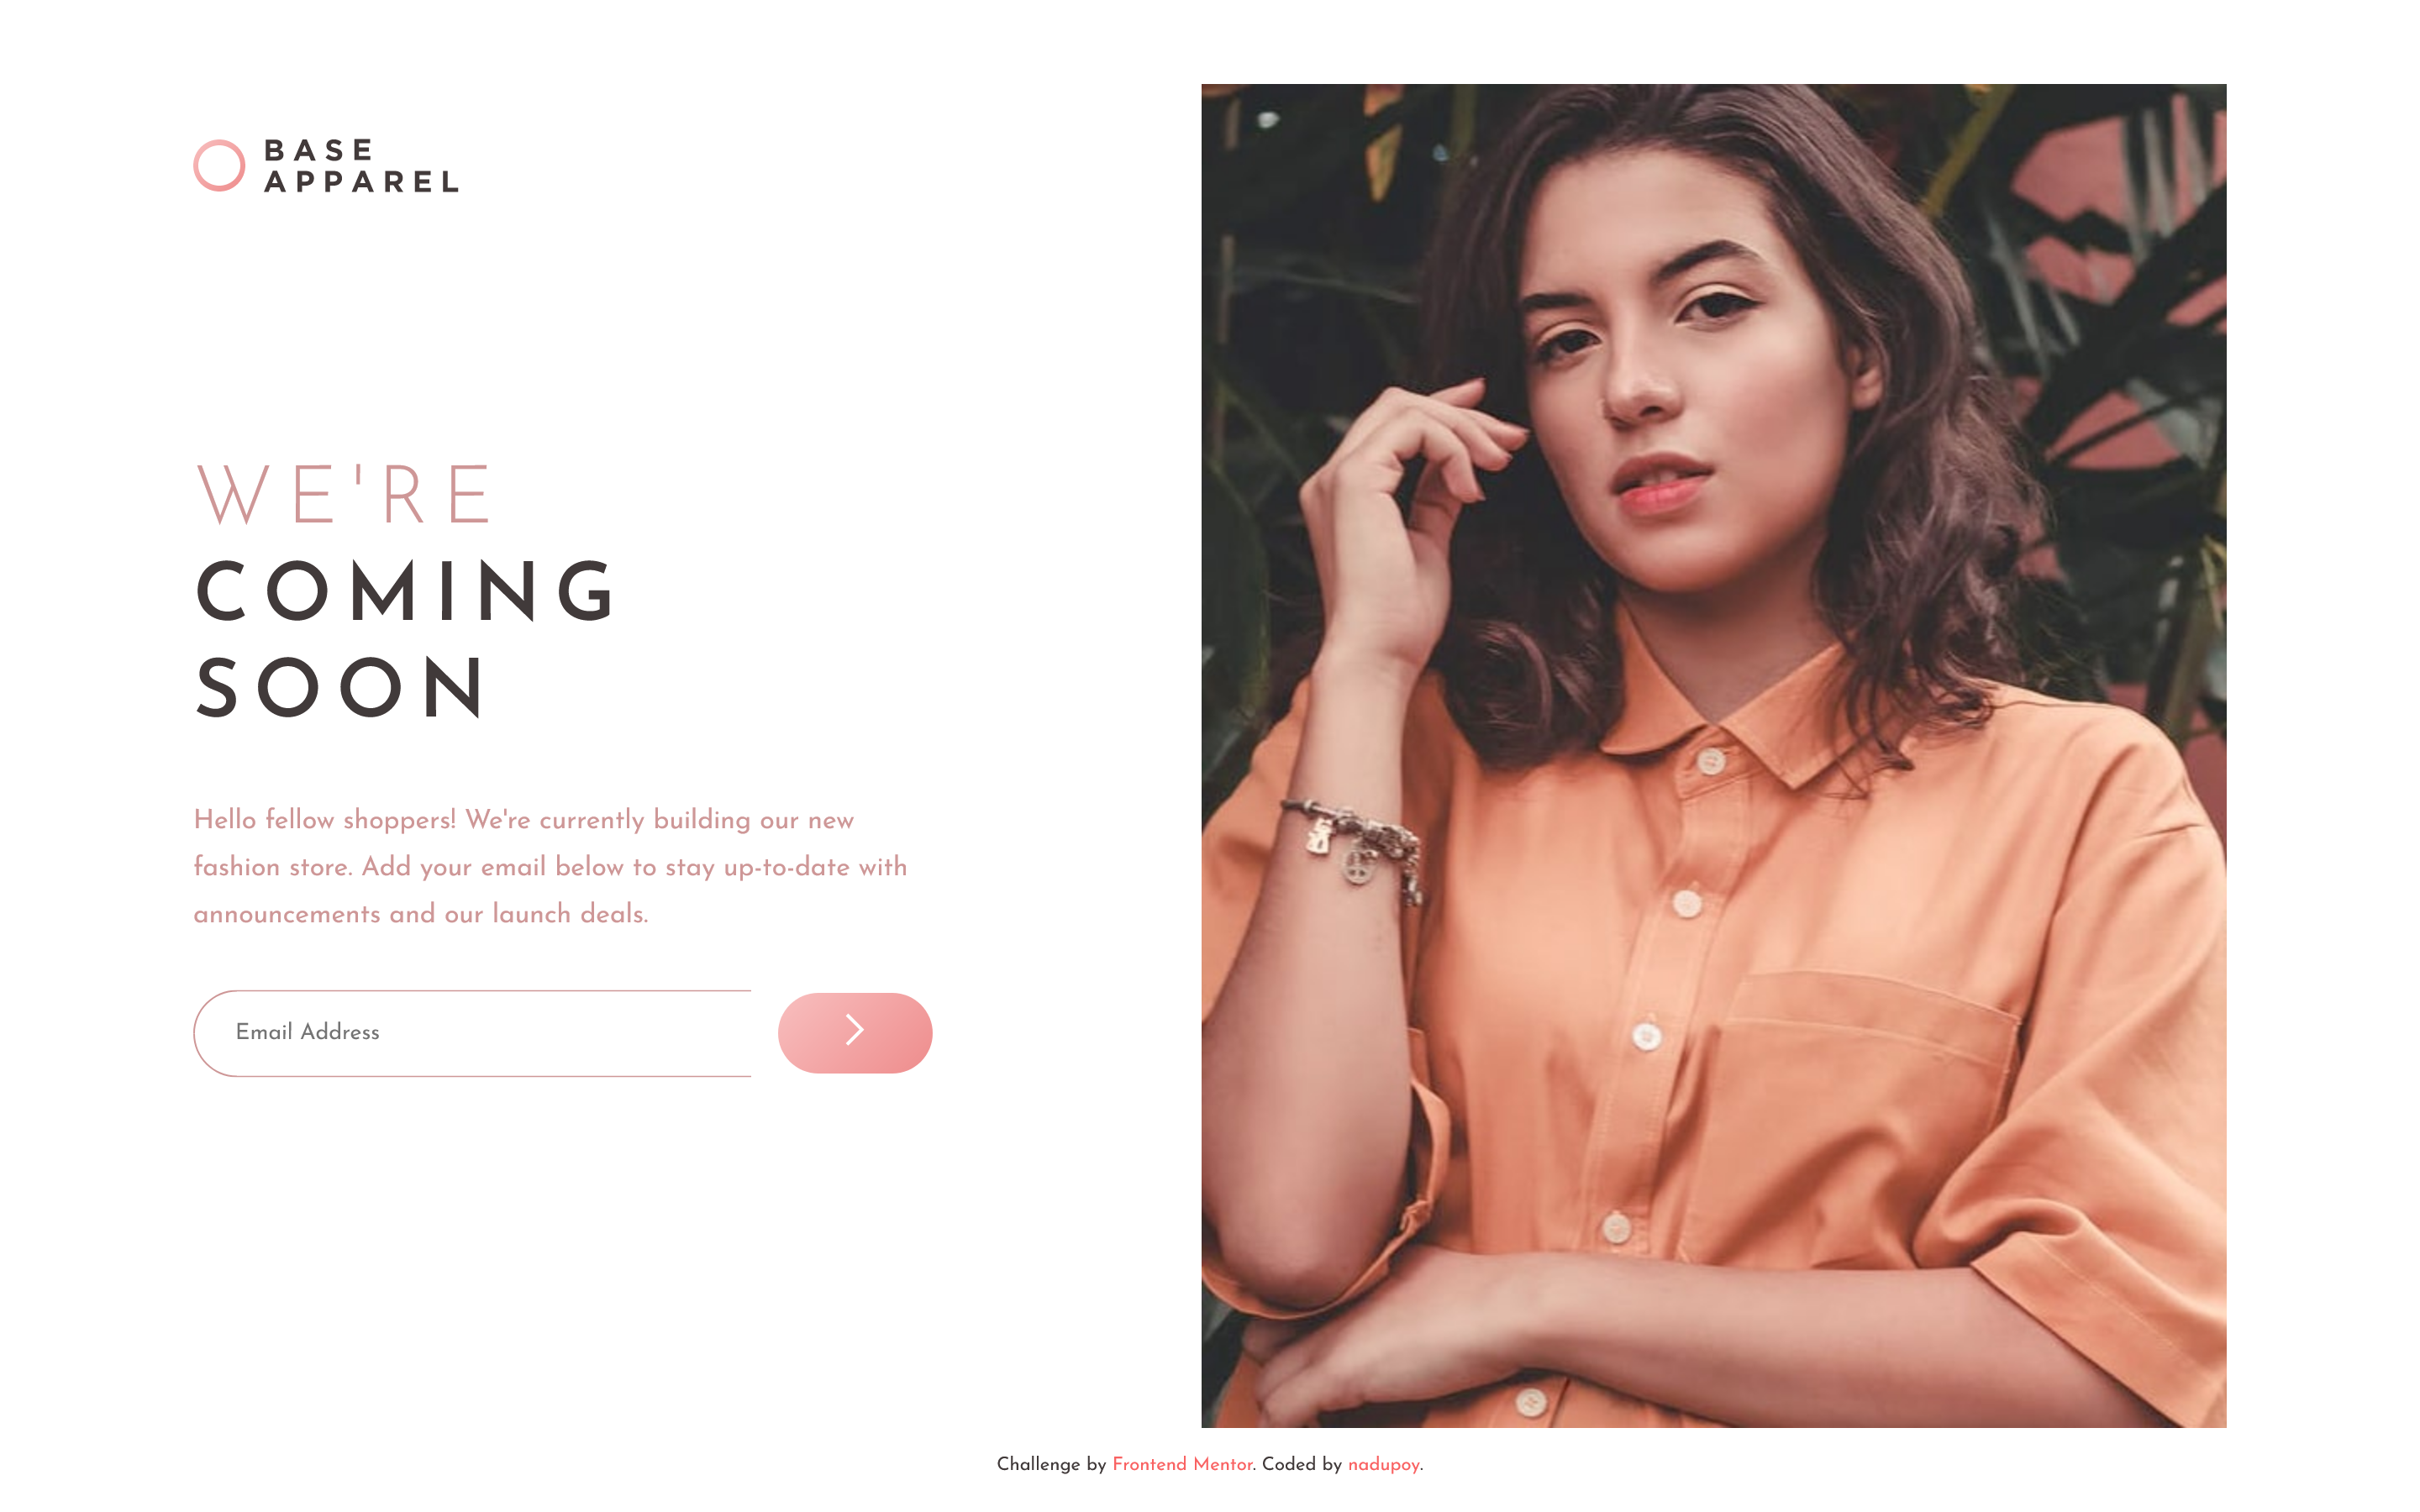 BASE
APPAREL
WE'RE
COMING
SOON
Hello fellow shoppers! We're currently building our new
fashion store. Add your email below to stay up-to-date with
announcements and our launch deals.
Email Address
Challenge by Frontend Mentor. Coded by nadupoy.